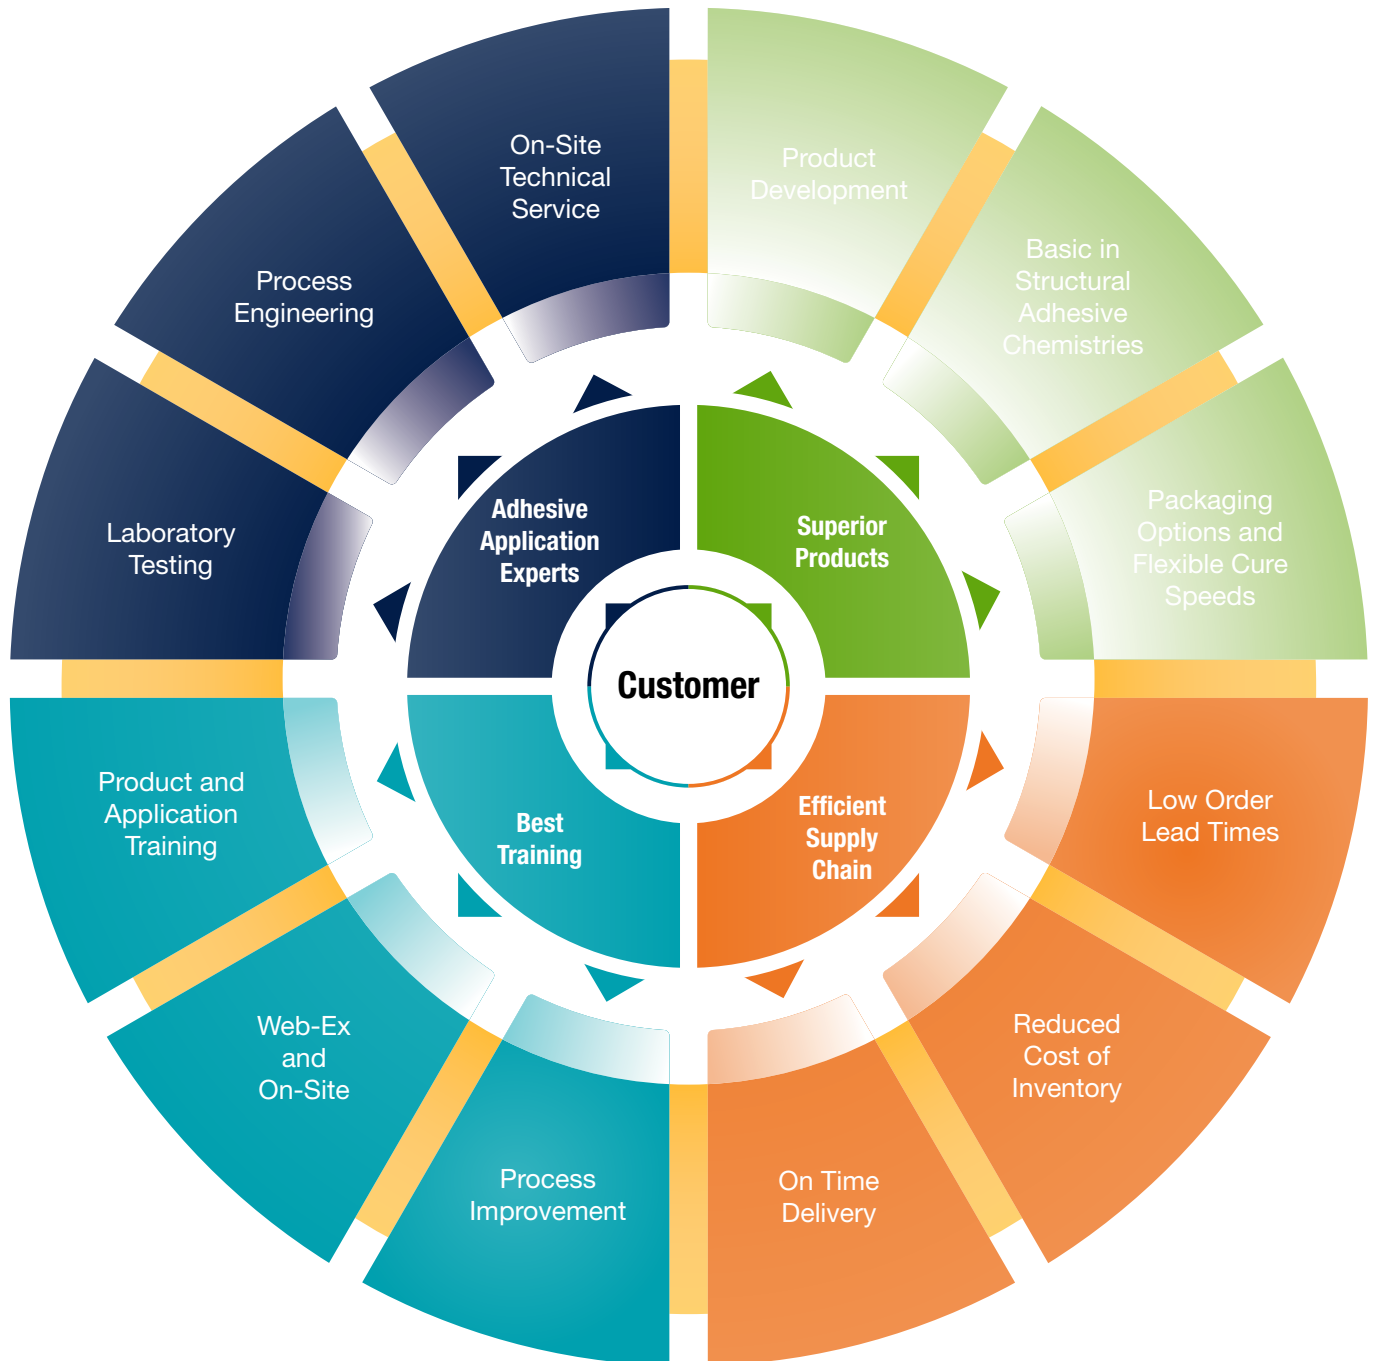 On-Site
Technical
Service
Product
Development
Process
Engineering
Basic in
Structural
Adhesive
Chemistries
Laboratory
Testing
Packaging
Options and
Flexible Cure
Speeds
Adhesive
Application
Experts
Superior
Products
Customer
Best
Training
Efficient
Supply
Chain
Product and
Application
Training
Low Order
Lead Times
Web-Ex
and
On-Site
Reduced
Cost of
Inventory
Process
Improvement
On Time
Delivery